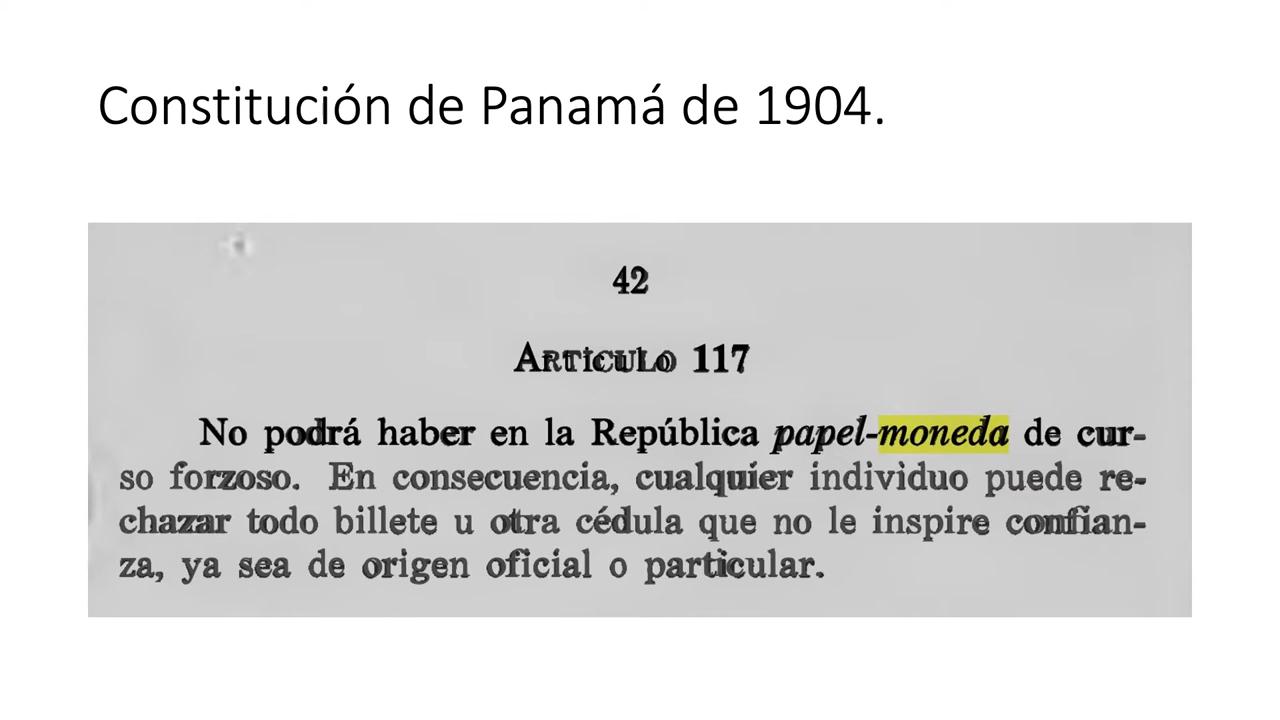 Constitución de Panamá de 1904.
42
ARTICULO 117
No podrá haber en la República papel-moneda de cur-
so forzoso. En consecuencia, cualquier individuo puede re-
chazar todo billete u otra cédula que no le inspire confian-
za, ya sea de origen oficial o particular.